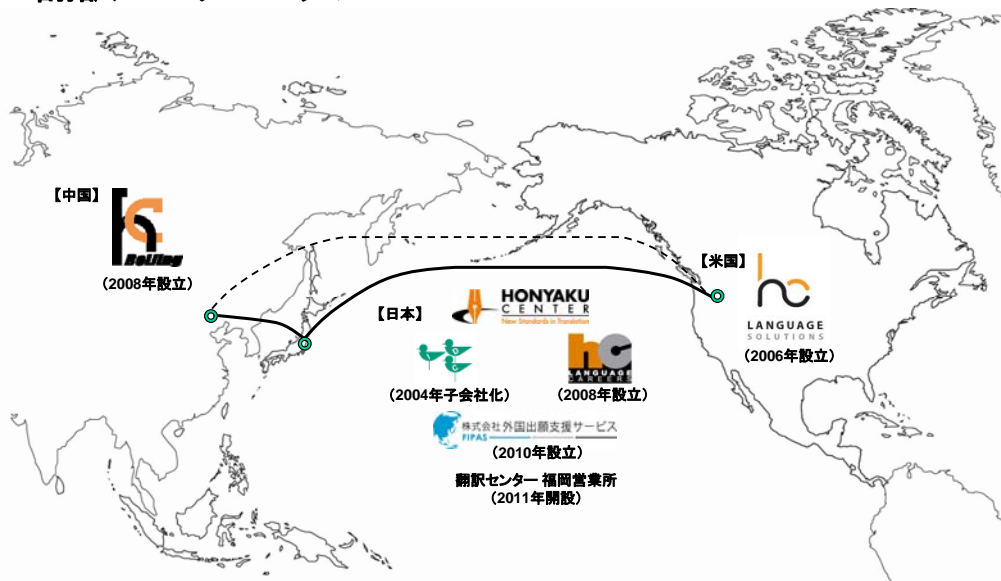 【中国】
hc
Beijing
(2008年設立)
【米国】
hc
LANGUAGE
SOLUTIONS
(2006年設立)
【日本】
HONYAKU
CENTER
New Standards in Translation
IDC
(2004年子会社化)
hc
LANGUAGE
CAREERS
(2008年設立)
株式会社外国出願支援サービス
FIPAS
(2010年設立)
翻訳センター 福岡営業所
(2011年開設)